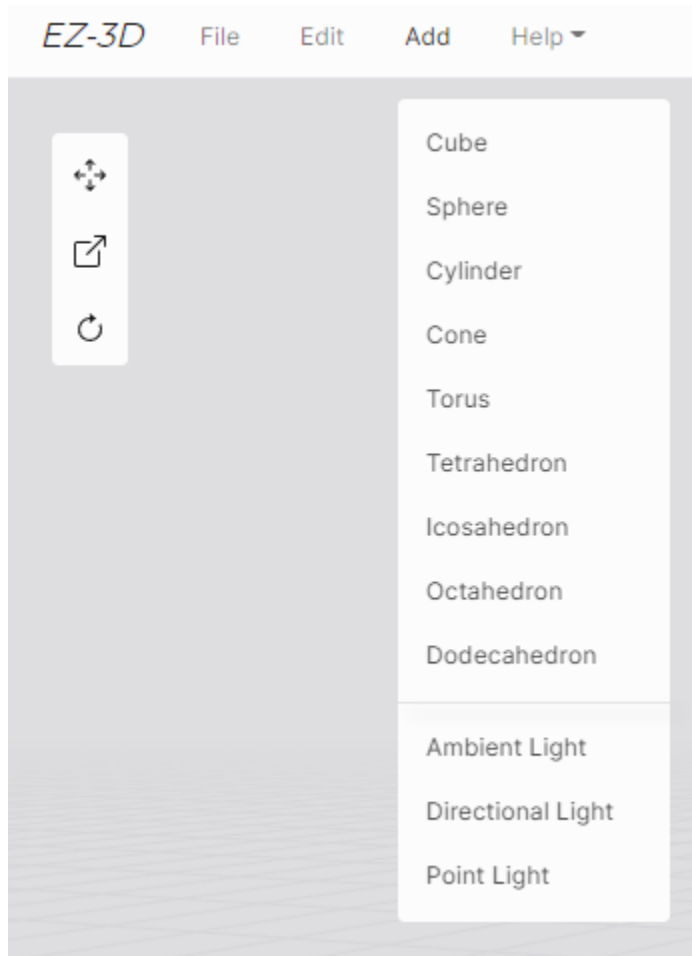 EZ-3D File Edit Add Help
Cube
Sphere
Cylinder
Cone
Torus
Tetrahedron
Icosahedron
Octahedron
Dodecahedron
Ambient Light
Directional Light
Point Light